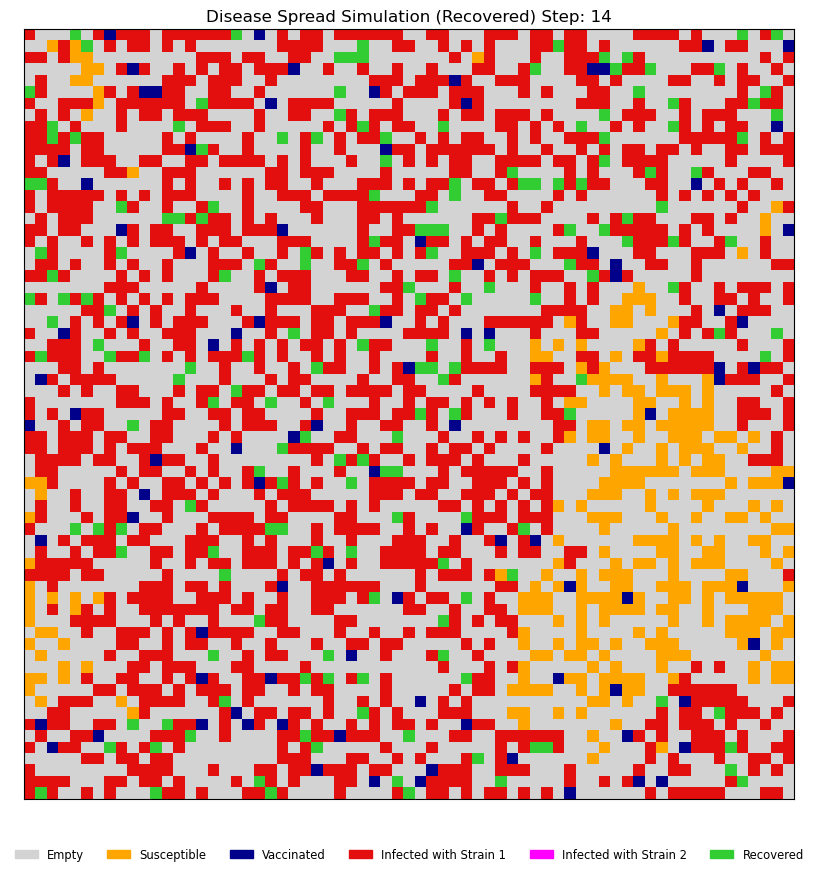 Disease Spread Simulation (Recovered) Step: 14
Empty Susceptible Vaccinated Infected with Strain 1 Infected with Strain 2 Recovered